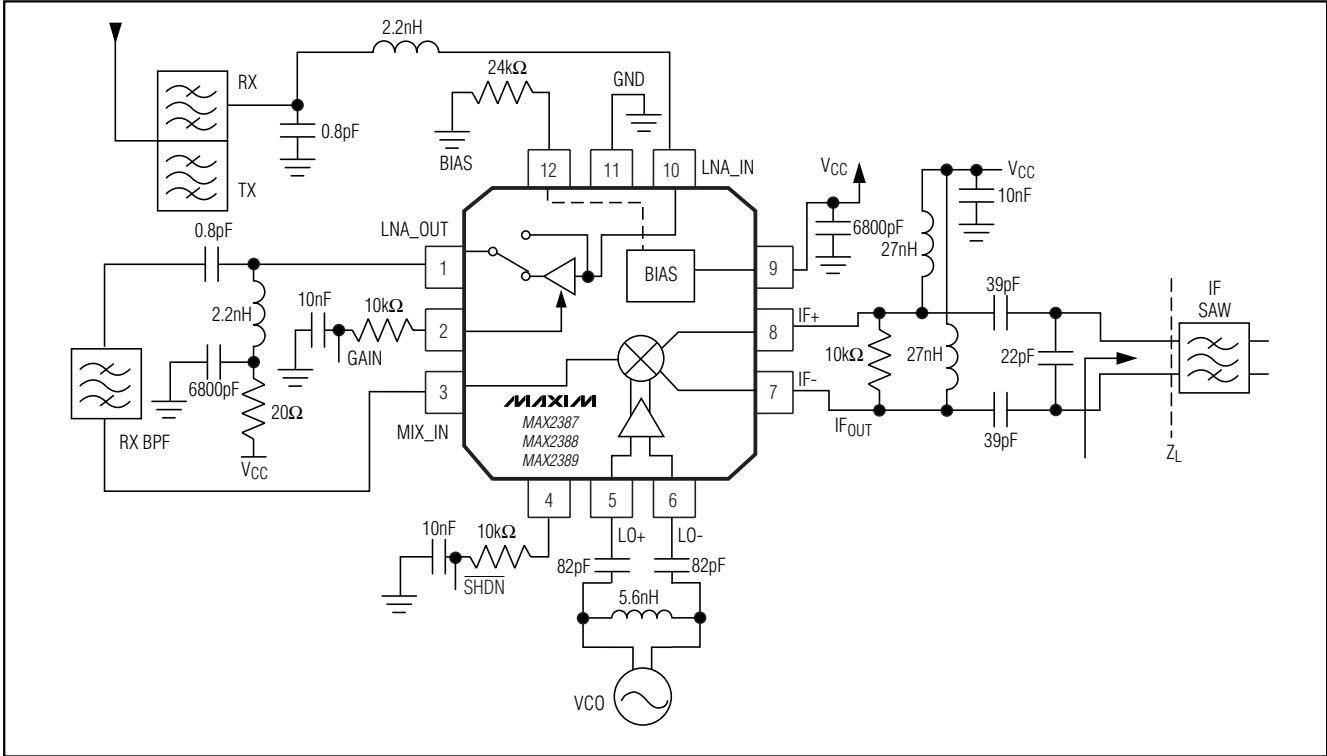 2.2nH
RX
24kΩ
GND
0.8pF
BIAS
TX
12
11
10
LNA_IN
VCC
VCC
10nF
6800pF
27nH
0.8pF
LNA_OUT
1
BIAS
9
2.2nH
10nF
10kΩ
2
GAIN
39pF
IF
SAW
IF+
8
10kΩ
27nH
22pF
6800pF
3
IF-
7
20Ω
MIX_IN
MAXIM
MAX2387
MAX2388
MAX2389
IFOUT
39pF
RX BPF
VCC
ZL
4
5
6
10nF
10kΩ
LO+
LO-
SHDN
82pF
82pF
5.6nH
VCO